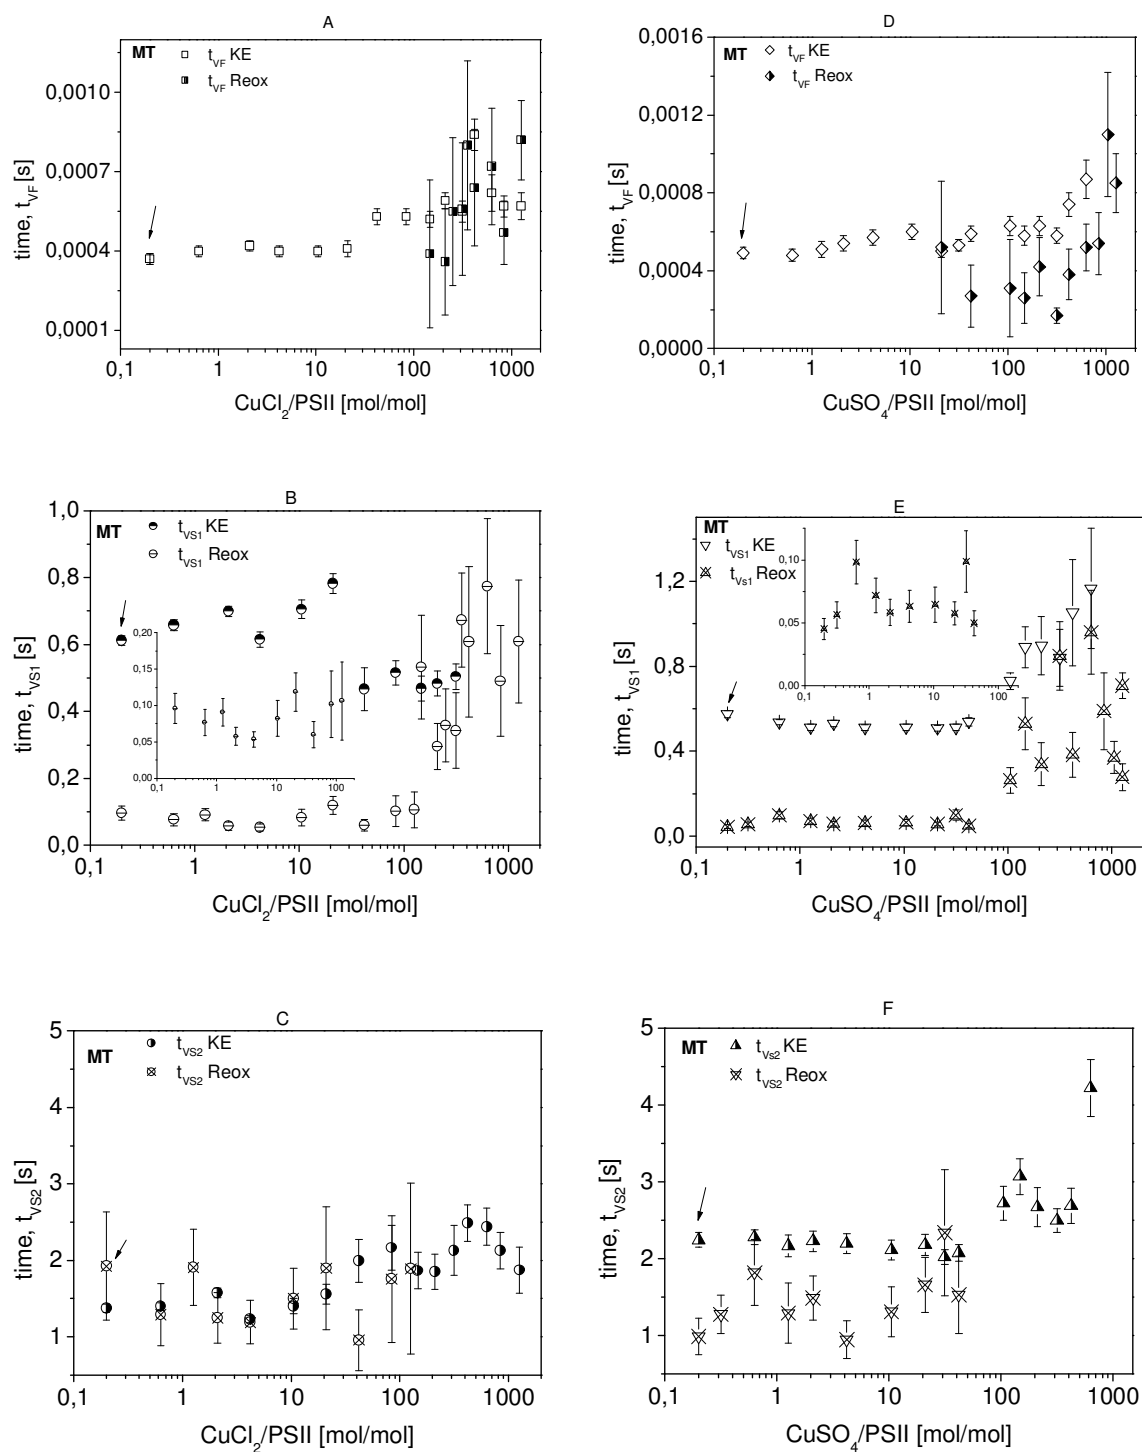 A
MT
t_VF KE
t_VF Reox
0,0010
0,0007
0,0004
0,0001
time, t_VF [s]
0,1 1 10 100 1000
CuCl₂/PSII [mol/mol]
D
MT
t_VF KE
t_VF Reox
0,0016
0,0012
0,0008
0,0004
0,0000
time, t_VF [s]
0,1 1 10 100 1000
CuSO₄/PSII [mol/mol]
B
MT
t_VS1 KE
t_VS1 Reox
1,0
0,8
0,6
0,4
0,2
0,0
time, t_VS1 [s]
0,20
0,15
0,10
0,05
0,00
0,1 1 10 100
0,1 1 10 100 1000
CuCl₂/PSII [mol/mol]
E
MT
t_VS1 KE
t_Vs1 Reox
1,2
0,8
0,4
0,0
time, t_VS1 [s]
0,10
0,05
0,00
0,1 1 10 100
0,1 1 10 100 1000
CuSO₄/PSII [mol/mol]
C
MT
t_VS2 KE
t_VS2 Reox
5
4
3
2
1
time, t_VS2 [s]
0,1 1 10 100 1000
CuCl₂/PSII [mol/mol]
F
MT
t_Vs2 KE
t_VS2 Reox
5
4
3
2
1
time, t_VS2 [s]
0,1 1 10 100 1000
CuSO₄/PSII [mol/mol]